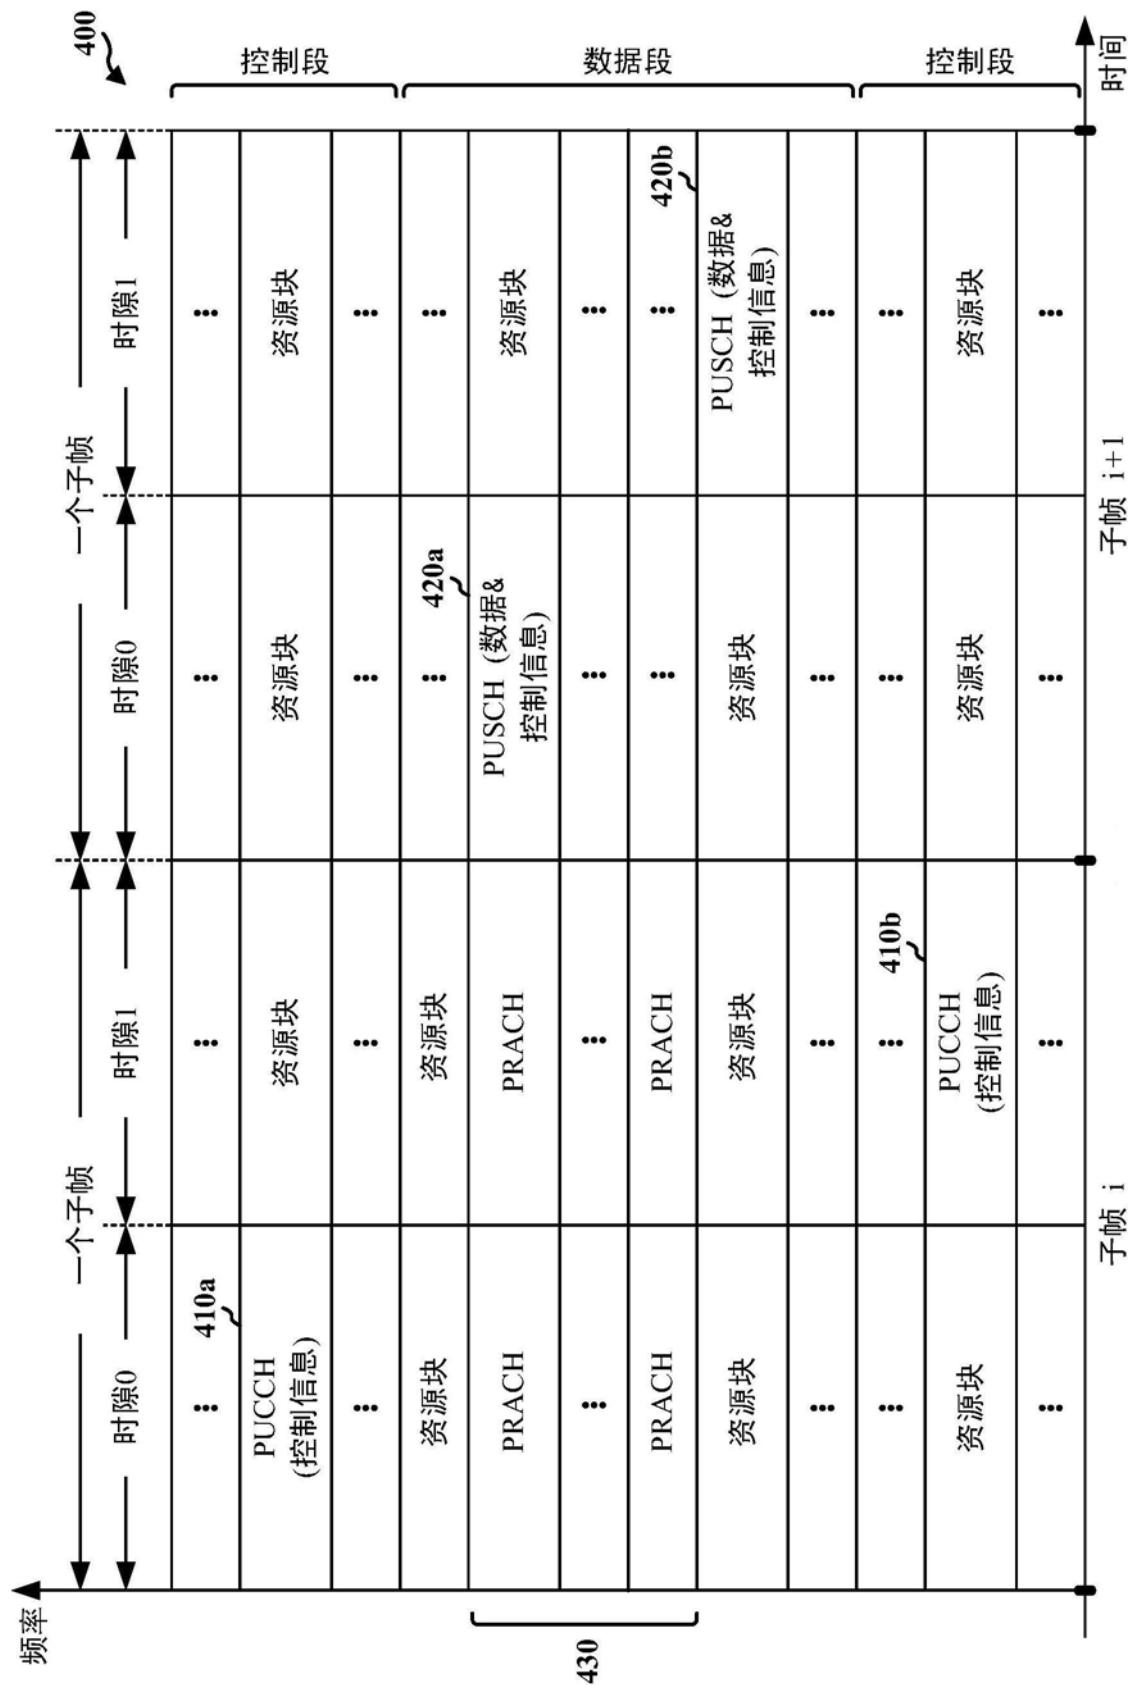 400
频率
一个子帧
一个子帧
时隙0
时隙1
时隙0
时隙1
410a
... ... ... ...
PUCCH
(控制信息)
资源块
资源块
资源块
控制段
... ... ... ...
资源块
资源块
...
420a
...
PRACH
PRACH
PUSCH (数据&
控制信息)
资源块
数据段
... ... ... ...
PRACH
PRACH
...
...
420b
430
资源块
资源块
资源块
PUSCH (数据&
控制信息)
... ... ... ...
... ... ... ...
410b
资源块
PUCCH
(控制信息)
资源块
资源块
控制段
... ... ... ...
子帧 i
子帧 i+1
时间